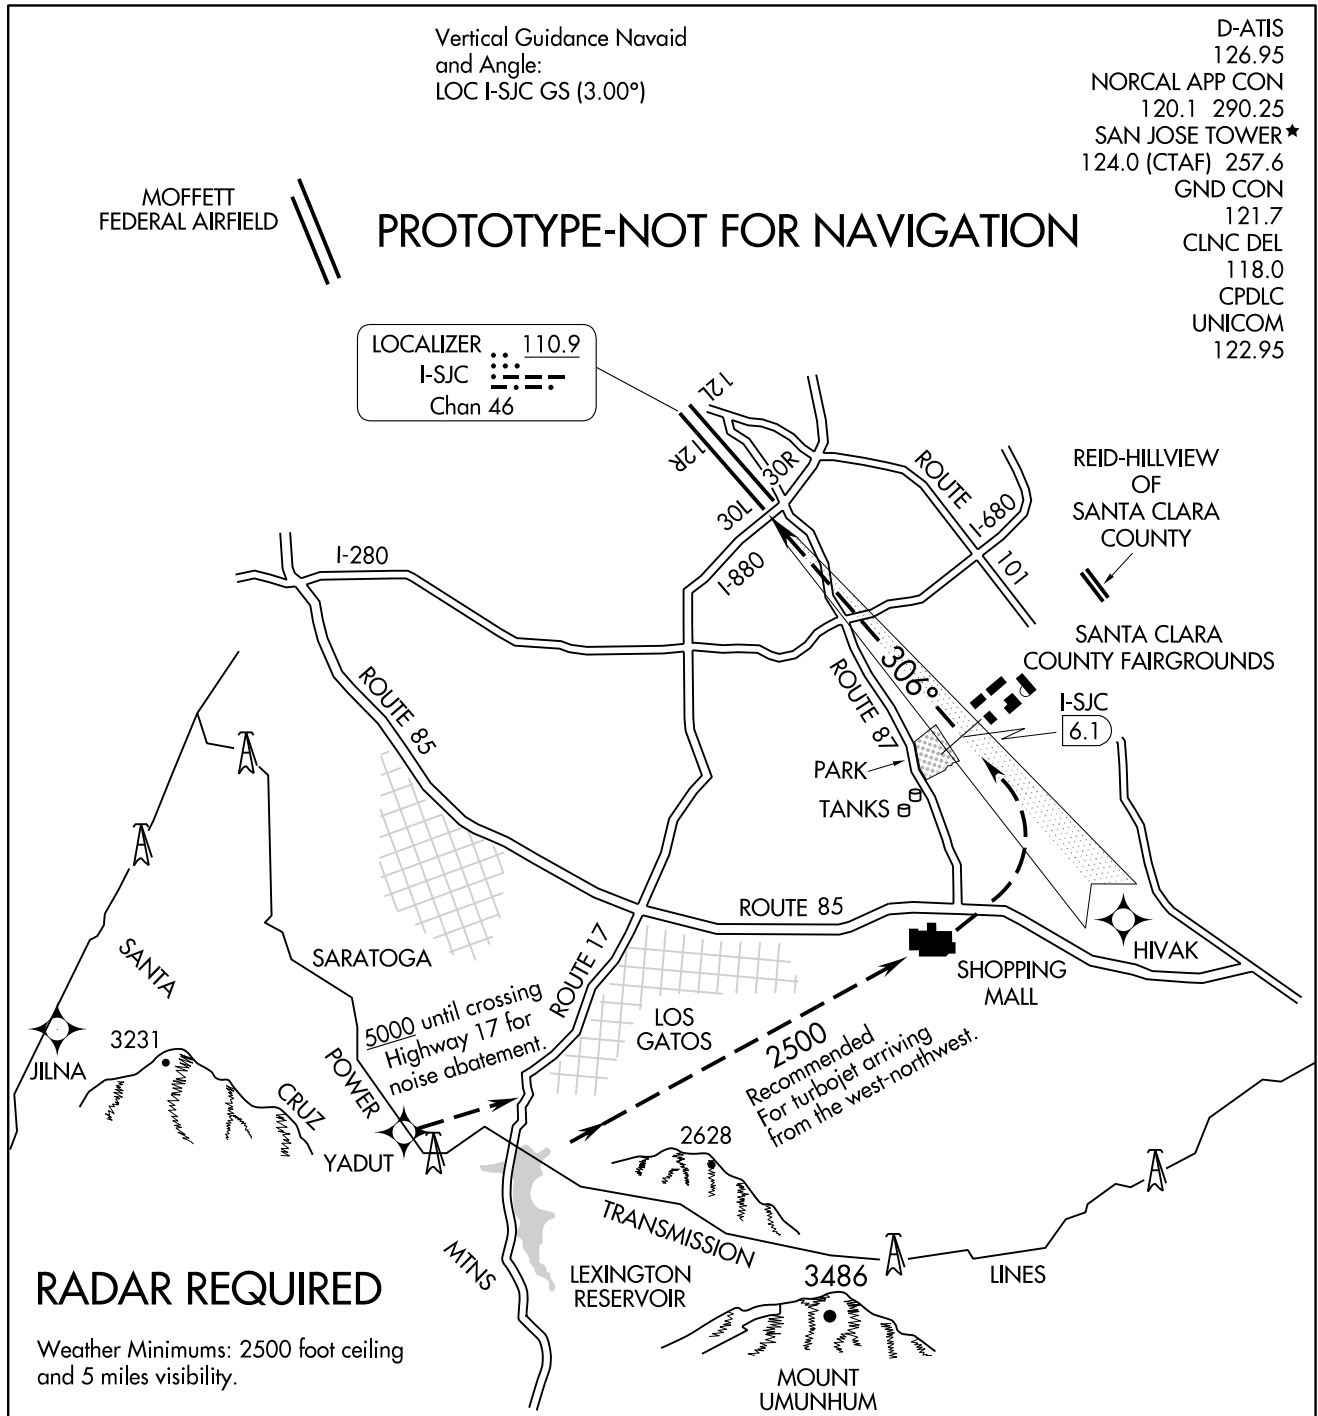 Vertical Guidance Navaid
and Angle:
LOC I-SJC GS (3.00°)
D-ATIS
126.95
NORCAL APP CON
120.1 290.25
SAN JOSE TOWER★
124.0 (CTAF) 257.6
GND CON
121.7
CLNC DEL
118.0
CPDLC
UNICOM
122.95
MOFFETT
FEDERAL AIRFIELD
PROTOTYPE-NOT FOR NAVIGATION
LOCALIZER 110.9
I-SJC
Chan 46
12L
12R
30R
30L
ROUTE
101
I-680
REID-HILLVIEW
OF
SANTA CLARA
COUNTY
I-280
I-880
SANTA CLARA
COUNTY FAIRGROUNDS
306°
I-SJC
6.1
ROUTE 85
ROUTE 87
PARK
TANKS
ROUTE 85
HIVAK
SHOPPING
MALL
SARATOGA
ROUTE 17
LOS
GATOS
5000 until crossing
Highway 17 for
noise abatement.
2500
Recommended
For turbojet arriving
from the west-northwest.
SANTA
CRUZ
MTNS
JILNA
3231
POWER
TRANSMISSION
LINES
YADUT
2628
LEXINGTON
RESERVOIR
3486
MOUNT
UMUNHUM
RADAR REQUIRED
Weather Minimums: 2500 foot ceiling
and 5 miles visibility.